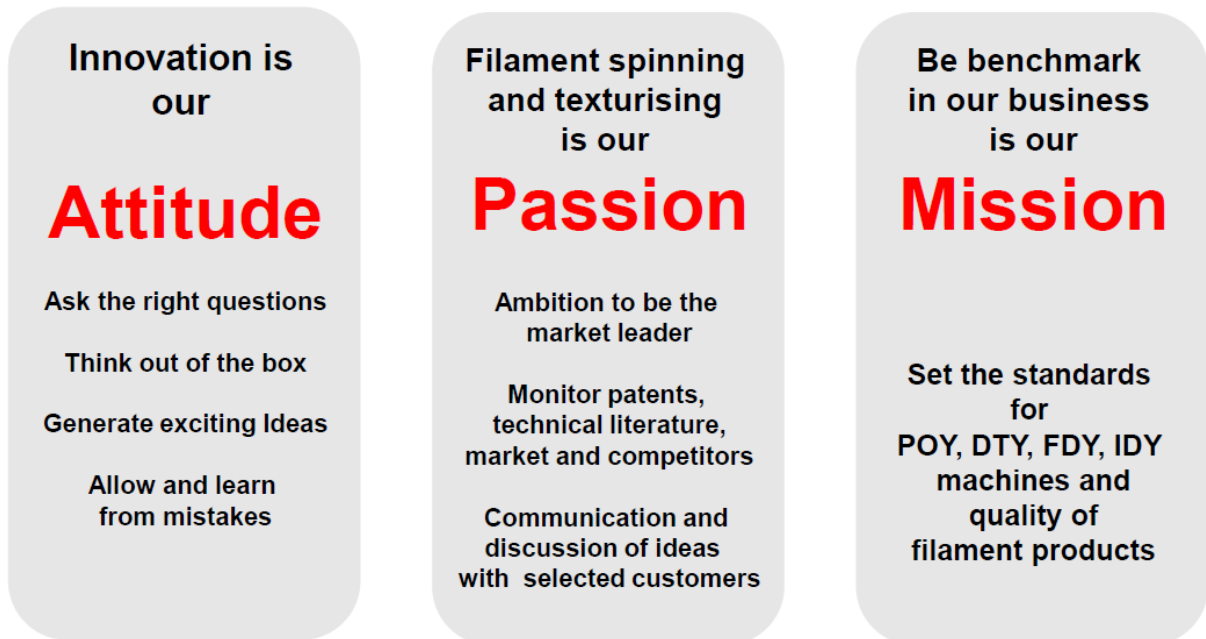 Innovation is
our
Attitude
Ask the right questions
Think out of the box
Generate exciting Ideas
Allow and learn
from mistakes
Filament spinning
and texturising
is our
Passion
Ambition to be the
market leader
Monitor patents,
technical literature,
market and competitors
Communication and
discussion of ideas
with selected customers
Be benchmark
in our business
is our
Mission
Set the standards
for
POY, DTY, FDY, IDY
machines and
quality of
filament products